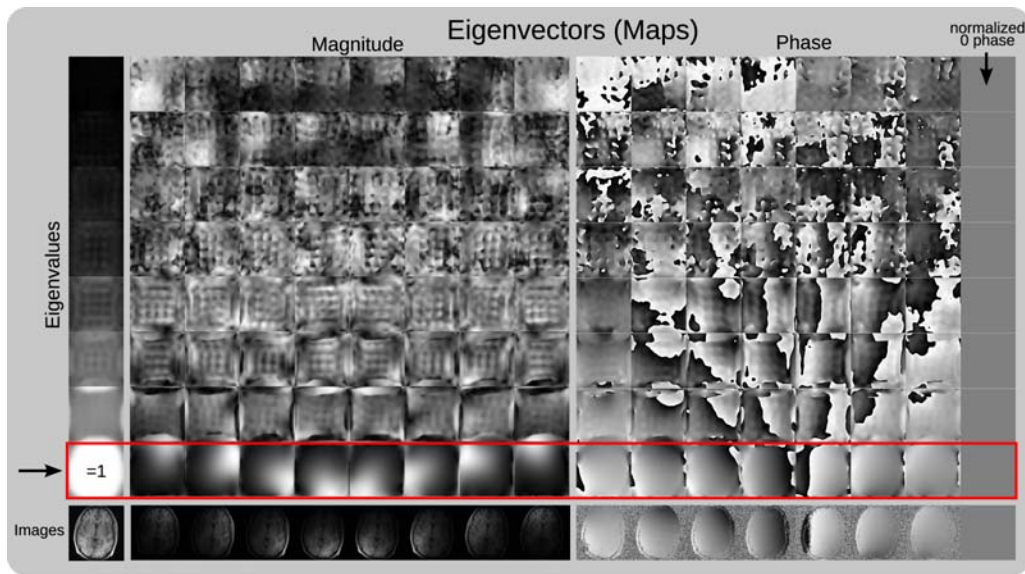 Eigenvectors (Maps)
Magnitude
Phase
normalized
0 phase
Eigenvalues
=1
Images